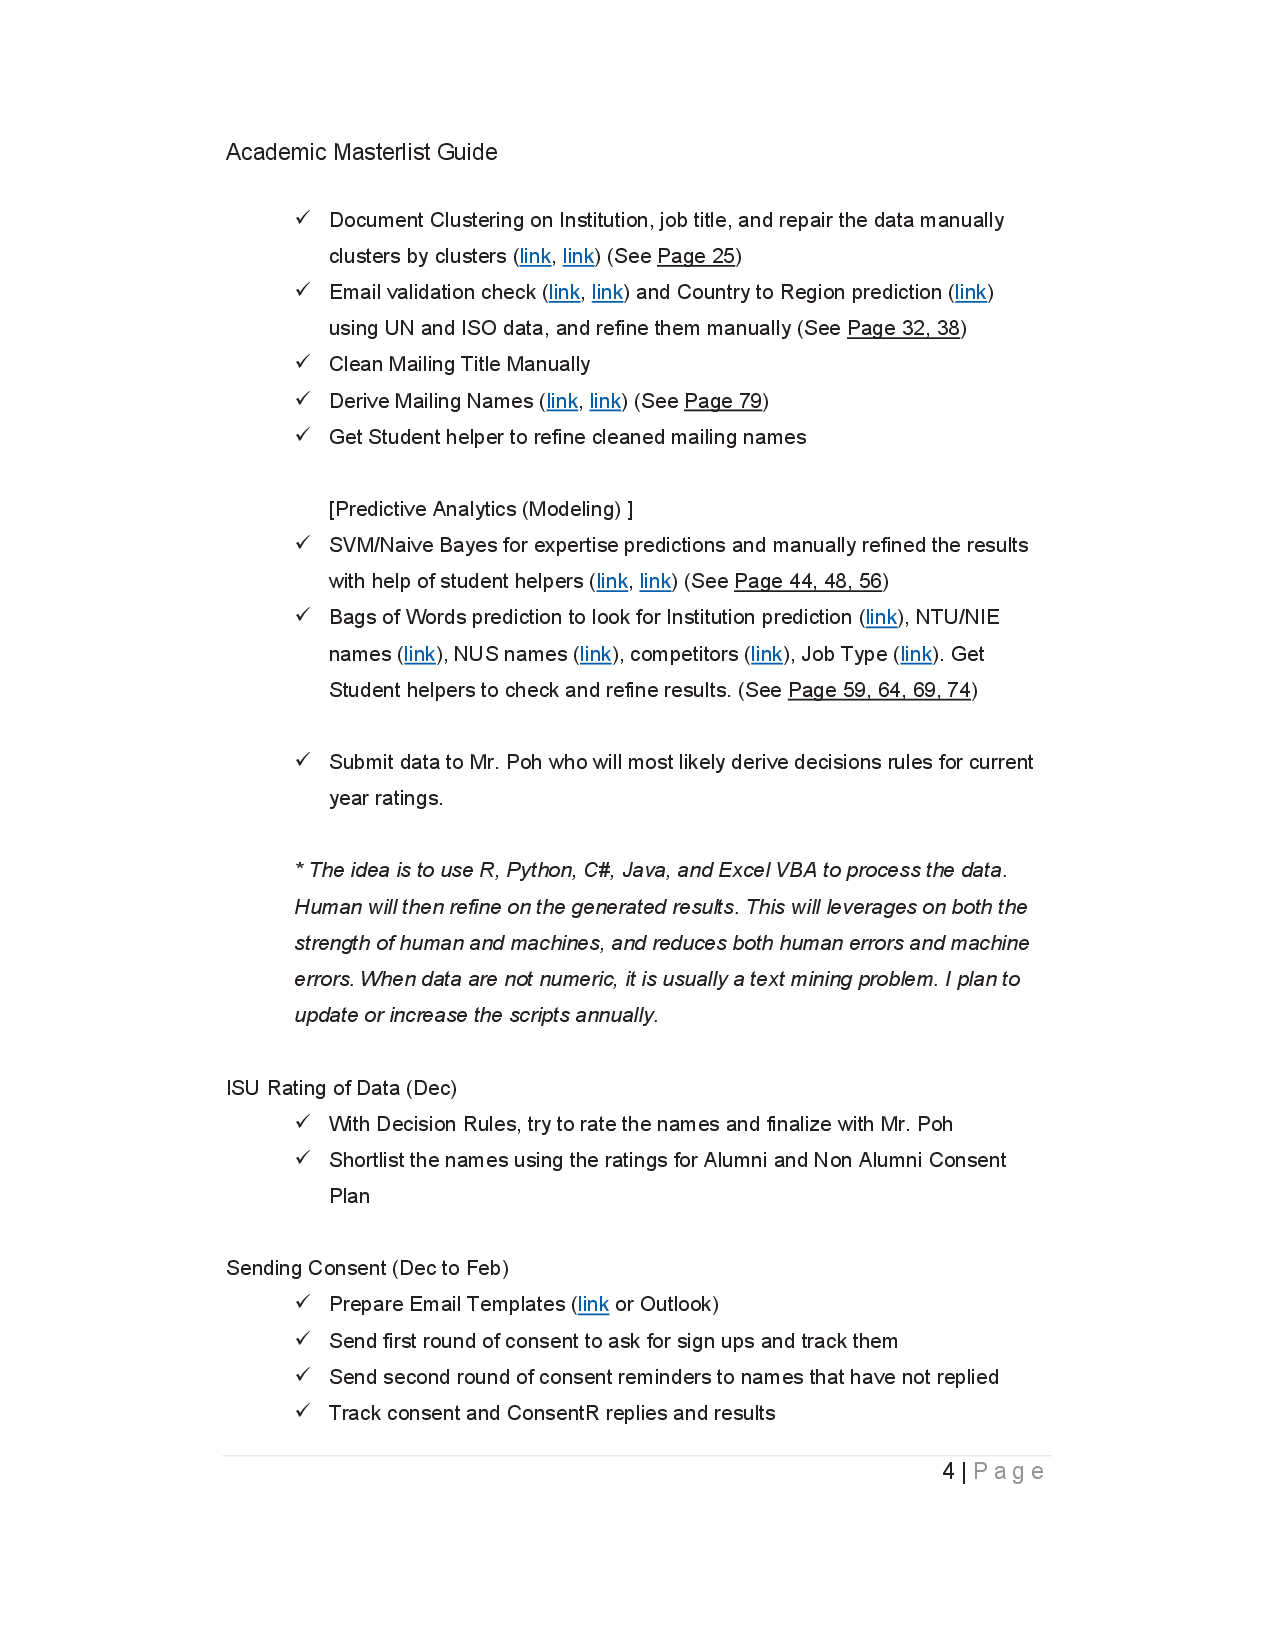 Academic Masterlist Guide
✓ Document Clustering on Institution, job title, and repair the data manually
clusters by clusters (link, link) (See Page 25)
✓ Email validation check (link, link) and Country to Region prediction (link)
using UN and ISO data, and refine them manually (See Page 32, 38)
✓ Clean Mailing Title Manually
✓ Derive Mailing Names (link, link) (See Page 79)
✓ Get Student helper to refine cleaned mailing names
[Predictive Analytics (Modeling) ]
✓ SVM/Naive Bayes for expertise predictions and manually refined the results
with help of student helpers (link, link) (See Page 44, 48, 56)
✓ Bags of Words prediction to look for Institution prediction (link), NTU/NIE
names (link), NUS names (link), competitors (link), Job Type (link). Get
Student helpers to check and refine results. (See Page 59, 64, 69, 74)
✓ Submit data to Mr. Poh who will most likely derive decisions rules for current
year ratings.
* The idea is to use R, Python, C#, Java, and Excel VBA to process the data.
Human will then refine on the generated results. This will leverages on both the
strength of human and machines, and reduces both human errors and machine
errors. When data are not numeric, it is usually a text mining problem. I plan to
update or increase the scripts annually.
ISU Rating of Data (Dec)
✓ With Decision Rules, try to rate the names and finalize with Mr. Poh
✓ Shortlist the names using the ratings for Alumni and Non Alumni Consent
Plan
Sending Consent (Dec to Feb)
✓ Prepare Email Templates (link or Outlook)
✓ Send first round of consent to ask for sign ups and track them
✓ Send second round of consent reminders to names that have not replied
✓ Track consent and ConsentR replies and results
4 | Page